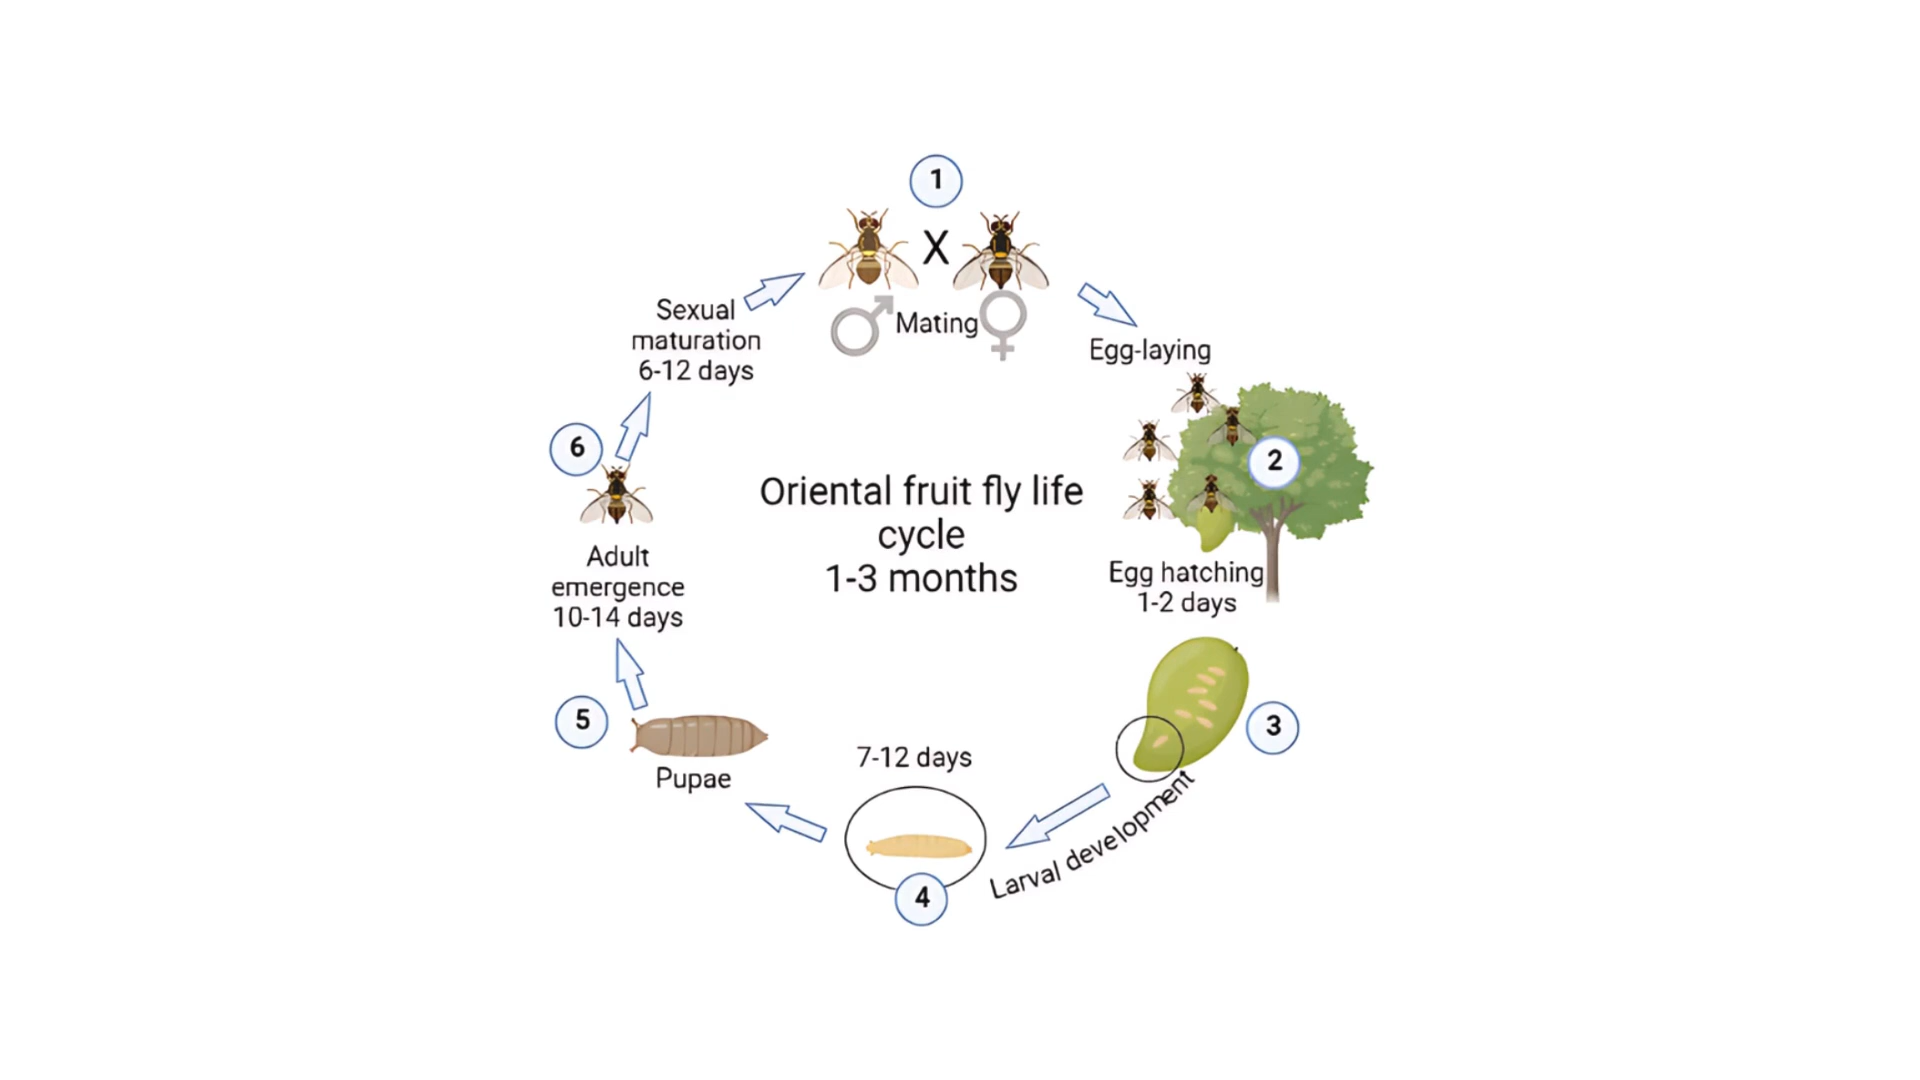 1
X
Mating
Egg-laying
2
Egg hatching
1-2 days
3
Larval development
7-12 days
4
5
Pupae
6
Adult
emergence
10-14 days
Sexual
maturation
6-12 days
Oriental fruit fly life
cycle
1-3 months